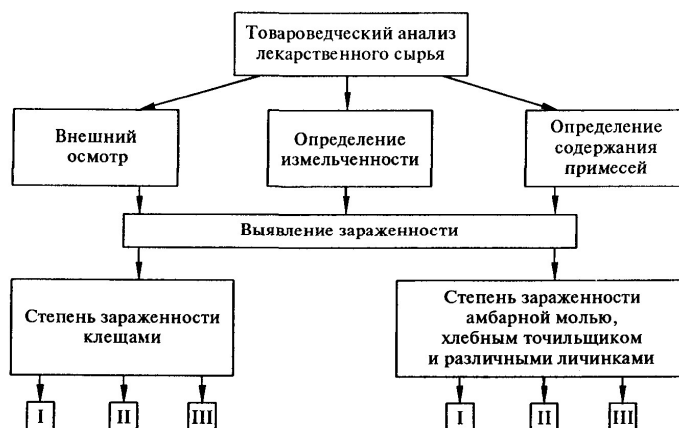 Товароведческий анализ
лекарственного сырья
Внешний
осмотр
Определение
измельченности
Определение
содержания
примесей
Выявление зараженности
Степень зараженности
клещами
Степень зараженности
амбарной молью,
хлебным точильщиком
и различными личинками
I
II
III
I
II
III